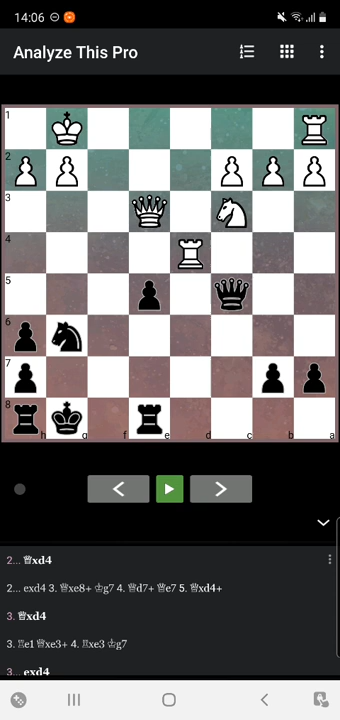 14:06
Analyze This Pro
1
2
3
4
5
6
7
8
h g f e d c b a
2... ♕xd4
2... exd4 3. ♕xe8+ ♔g7 4. ♕d7+ ♕e7 5. ♕xd4+
3. ♕xd4
3. ♖e1 ♕xe3+ 4. ♖xe3 ♔g7
3... exd4